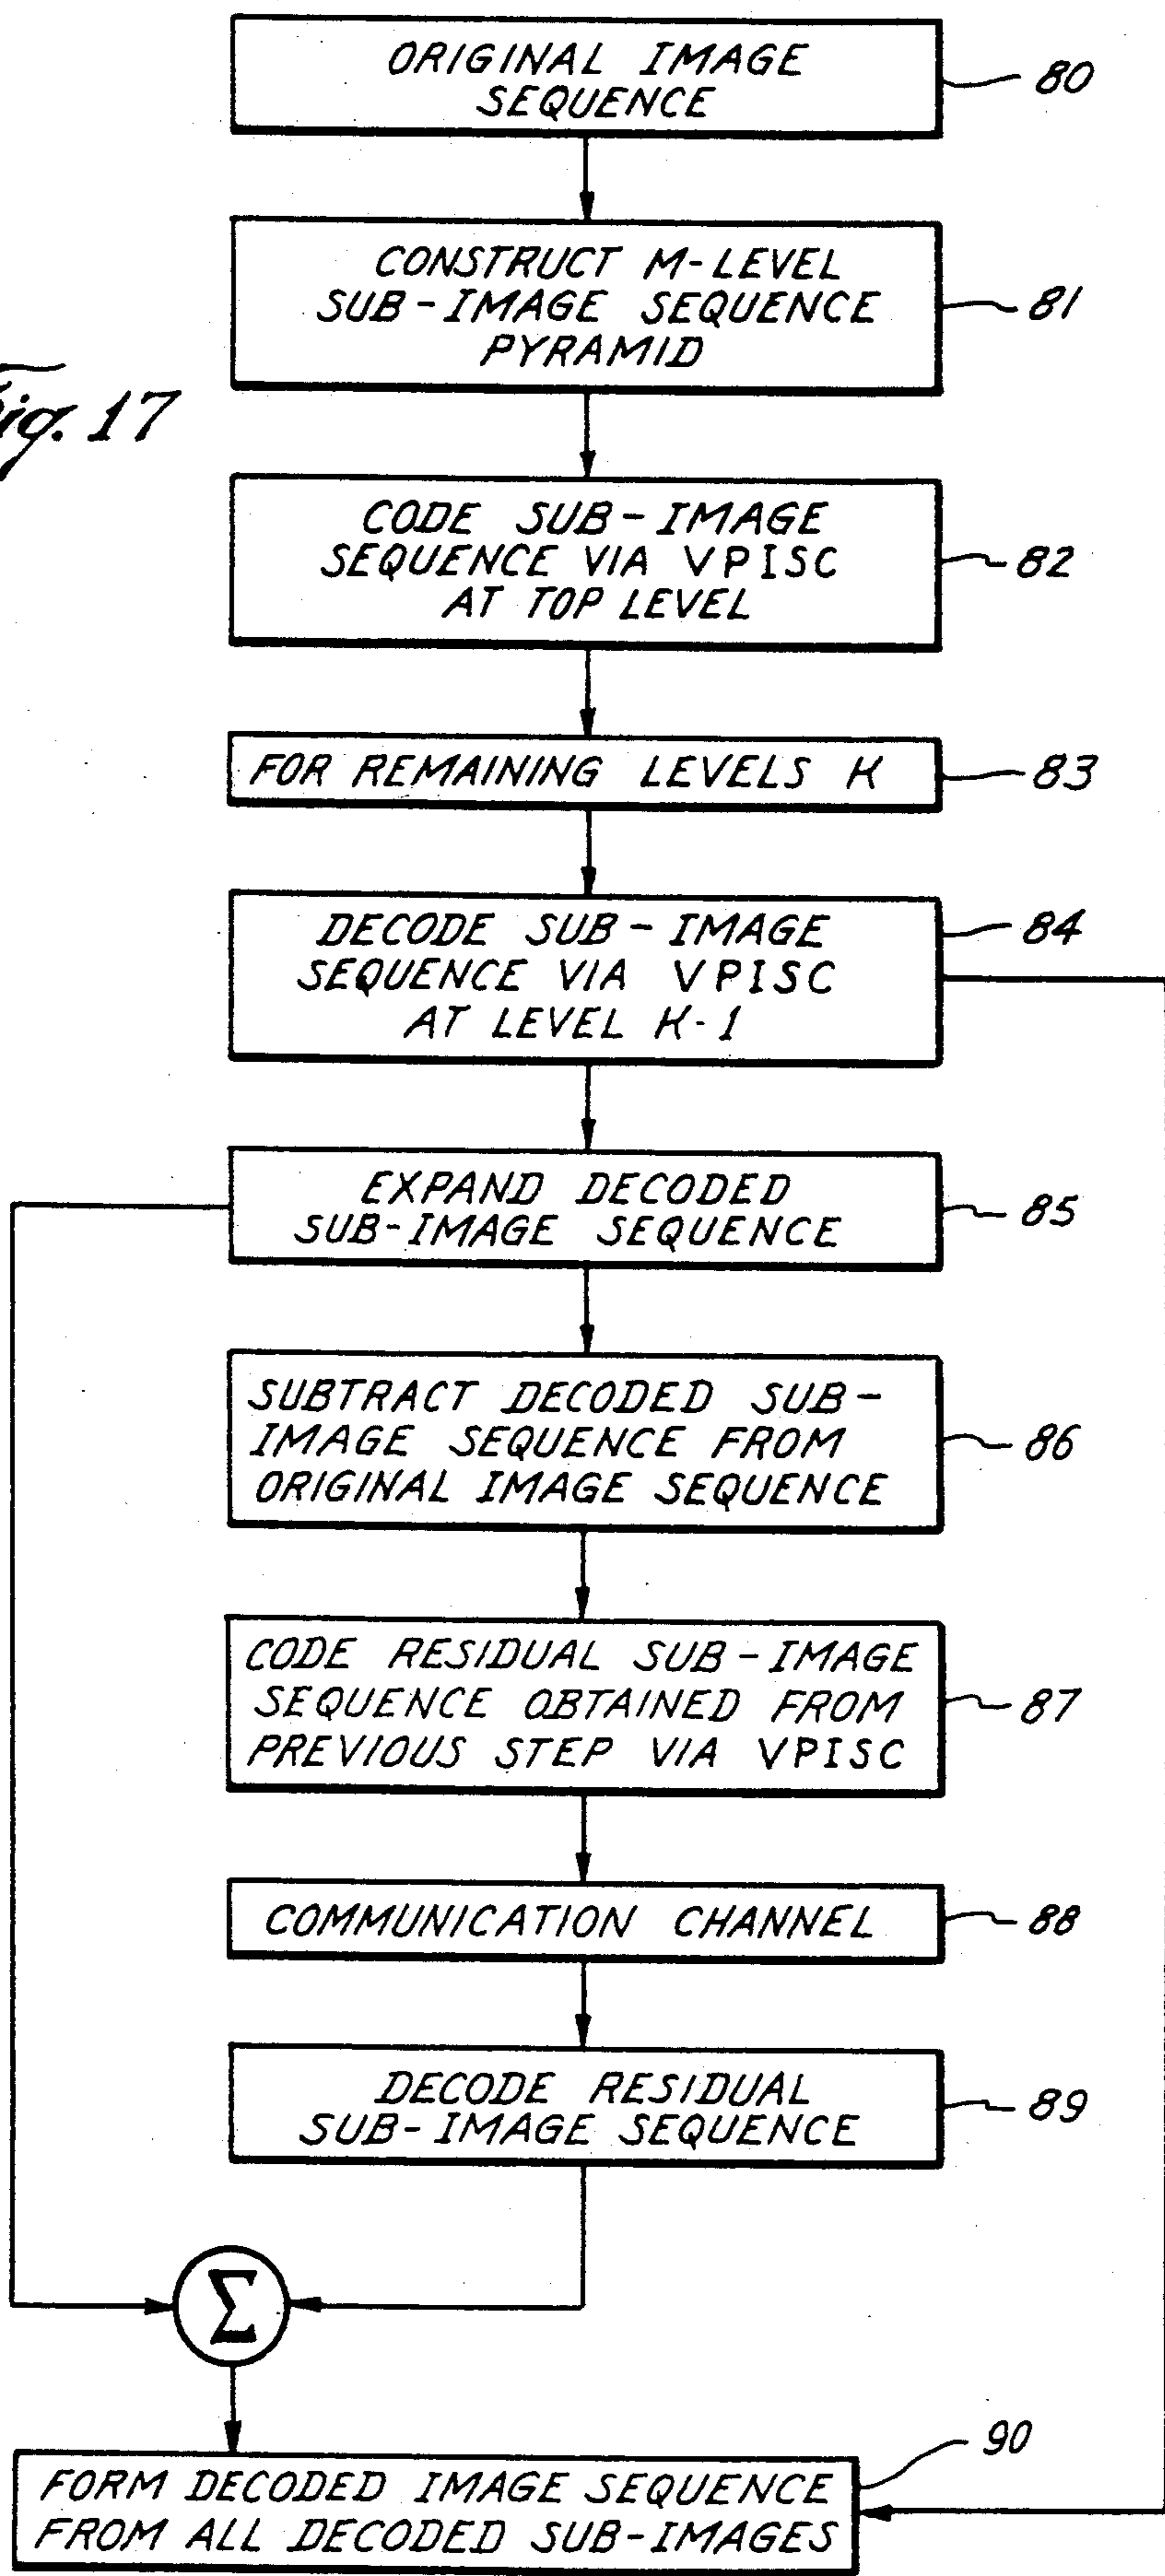 ORIGINAL IMAGE
SEQUENCE
80
CONSTRUCT M-LEVEL
SUB-IMAGE SEQUENCE
PYRAMID
81
Fig. 17
CODE SUB-IMAGE
SEQUENCE VIA VPISC
AT TOP LEVEL
82
FOR REMAINING LEVELS K
83
DECODE SUB-IMAGE
SEQUENCE VIA VPISC
AT LEVEL K-1
84
EXPAND DECODED
SUB-IMAGE SEQUENCE
85
SUBTRACT DECODED SUB-
IMAGE SEQUENCE FROM
ORIGINAL IMAGE SEQUENCE
86
CODE RESIDUAL SUB-IMAGE
SEQUENCE OBTAINED FROM
PREVIOUS STEP VIA VPISC
87
COMMUNICATION CHANNEL
88
DECODE RESIDUAL
SUB-IMAGE SEQUENCE
89
Σ
90
FORM DECODED IMAGE SEQUENCE
FROM ALL DECODED SUB-IMAGES